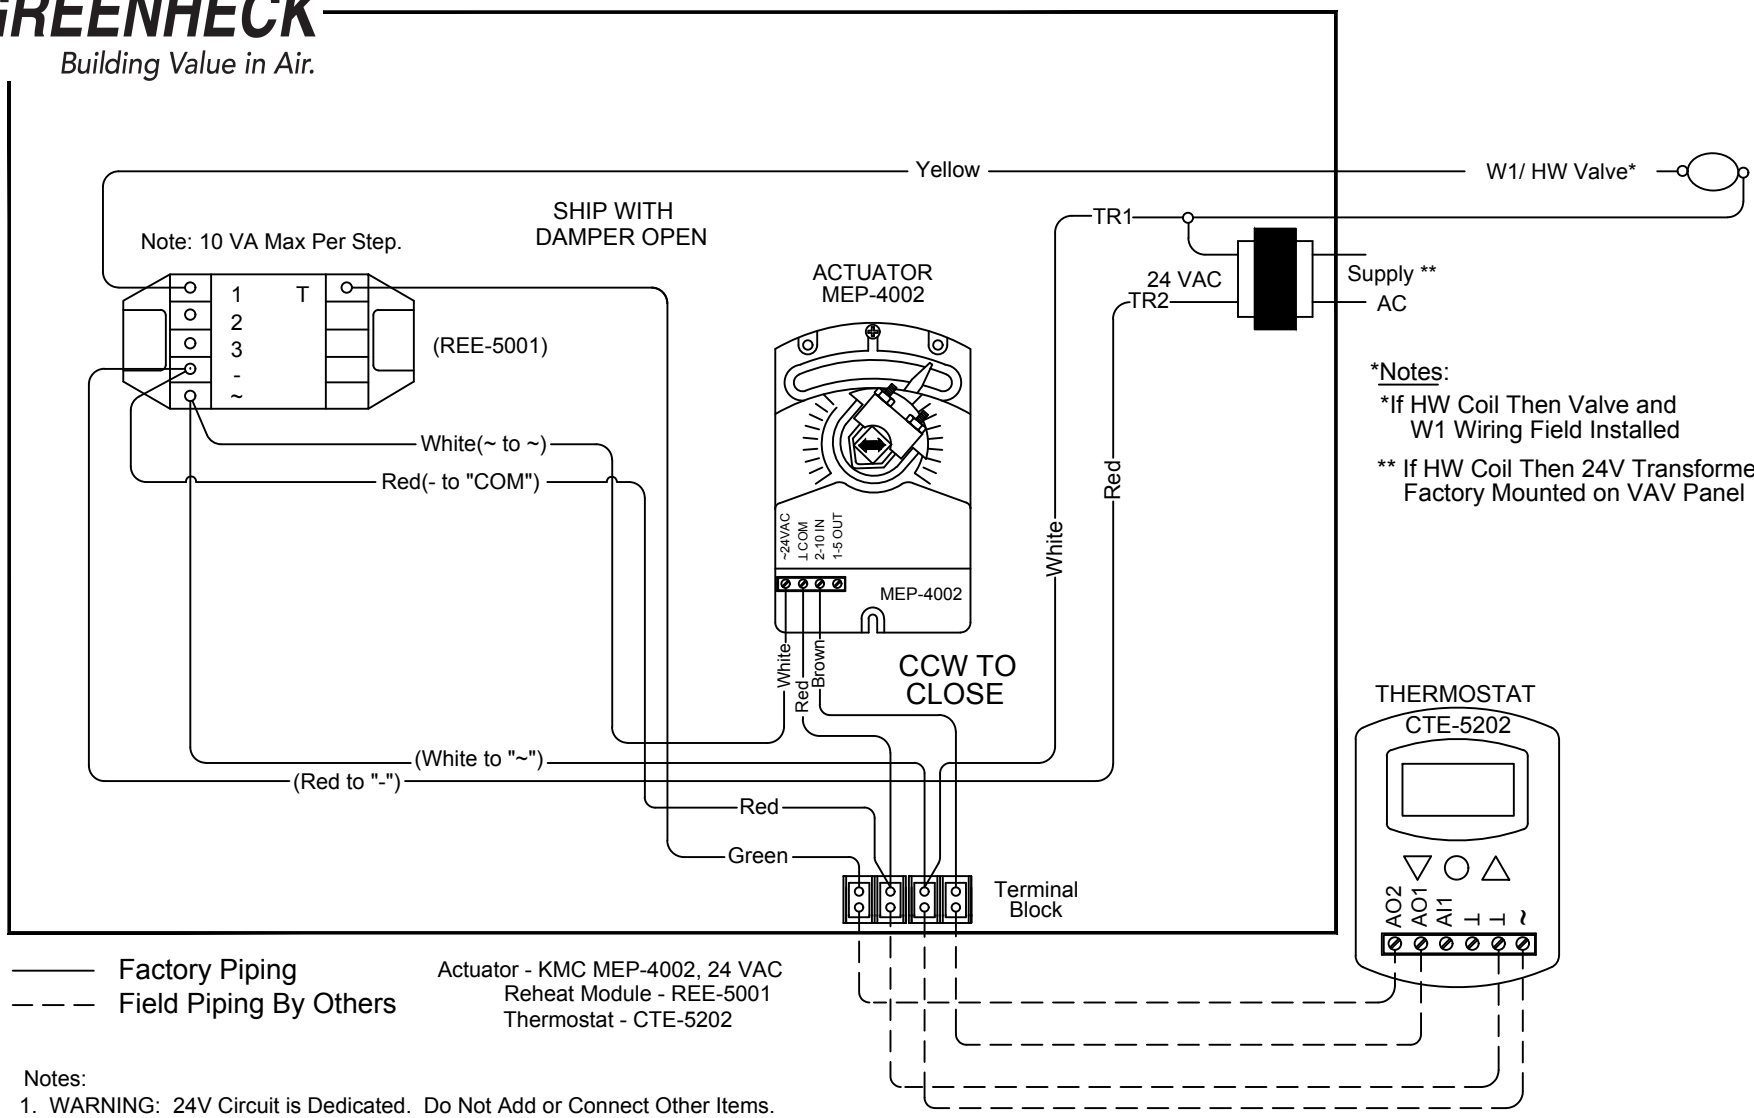 GREENHECK
Building Value in Air.
Yellow
W1/ HW Valve*
SHIP WITH
DAMPER OPEN
TR1
Note: 10 VA Max Per Step.
ACTUATOR
MEP-4002
24 VAC
TR2
Supply **
AC
1
T
2
3
-
~
(REE-5001)
*Notes:
*If HW Coil Then Valve and
W1 Wiring Field Installed
** If HW Coil Then 24V Transforme
Factory Mounted on VAV Panel
White(~ to ~)
Red(- to "COM")
Red
White
~24VAC
⊥COM
2-10 IN
1-5 OUT
MEP-4002
White
Red
Brown
CCW TO
CLOSE
THERMOSTAT
CTE-5202
(White to "~")
(Red to "-")
Red
Green
Terminal
Block
AO2
AO1
AI1
⊥
⊥
~
Factory Piping
Field Piping By Others
Actuator - KMC MEP-4002, 24 VAC
Reheat Module - REE-5001
Thermostat - CTE-5202
Notes:
1. WARNING: 24V Circuit is Dedicated. Do Not Add or Connect Other Items.